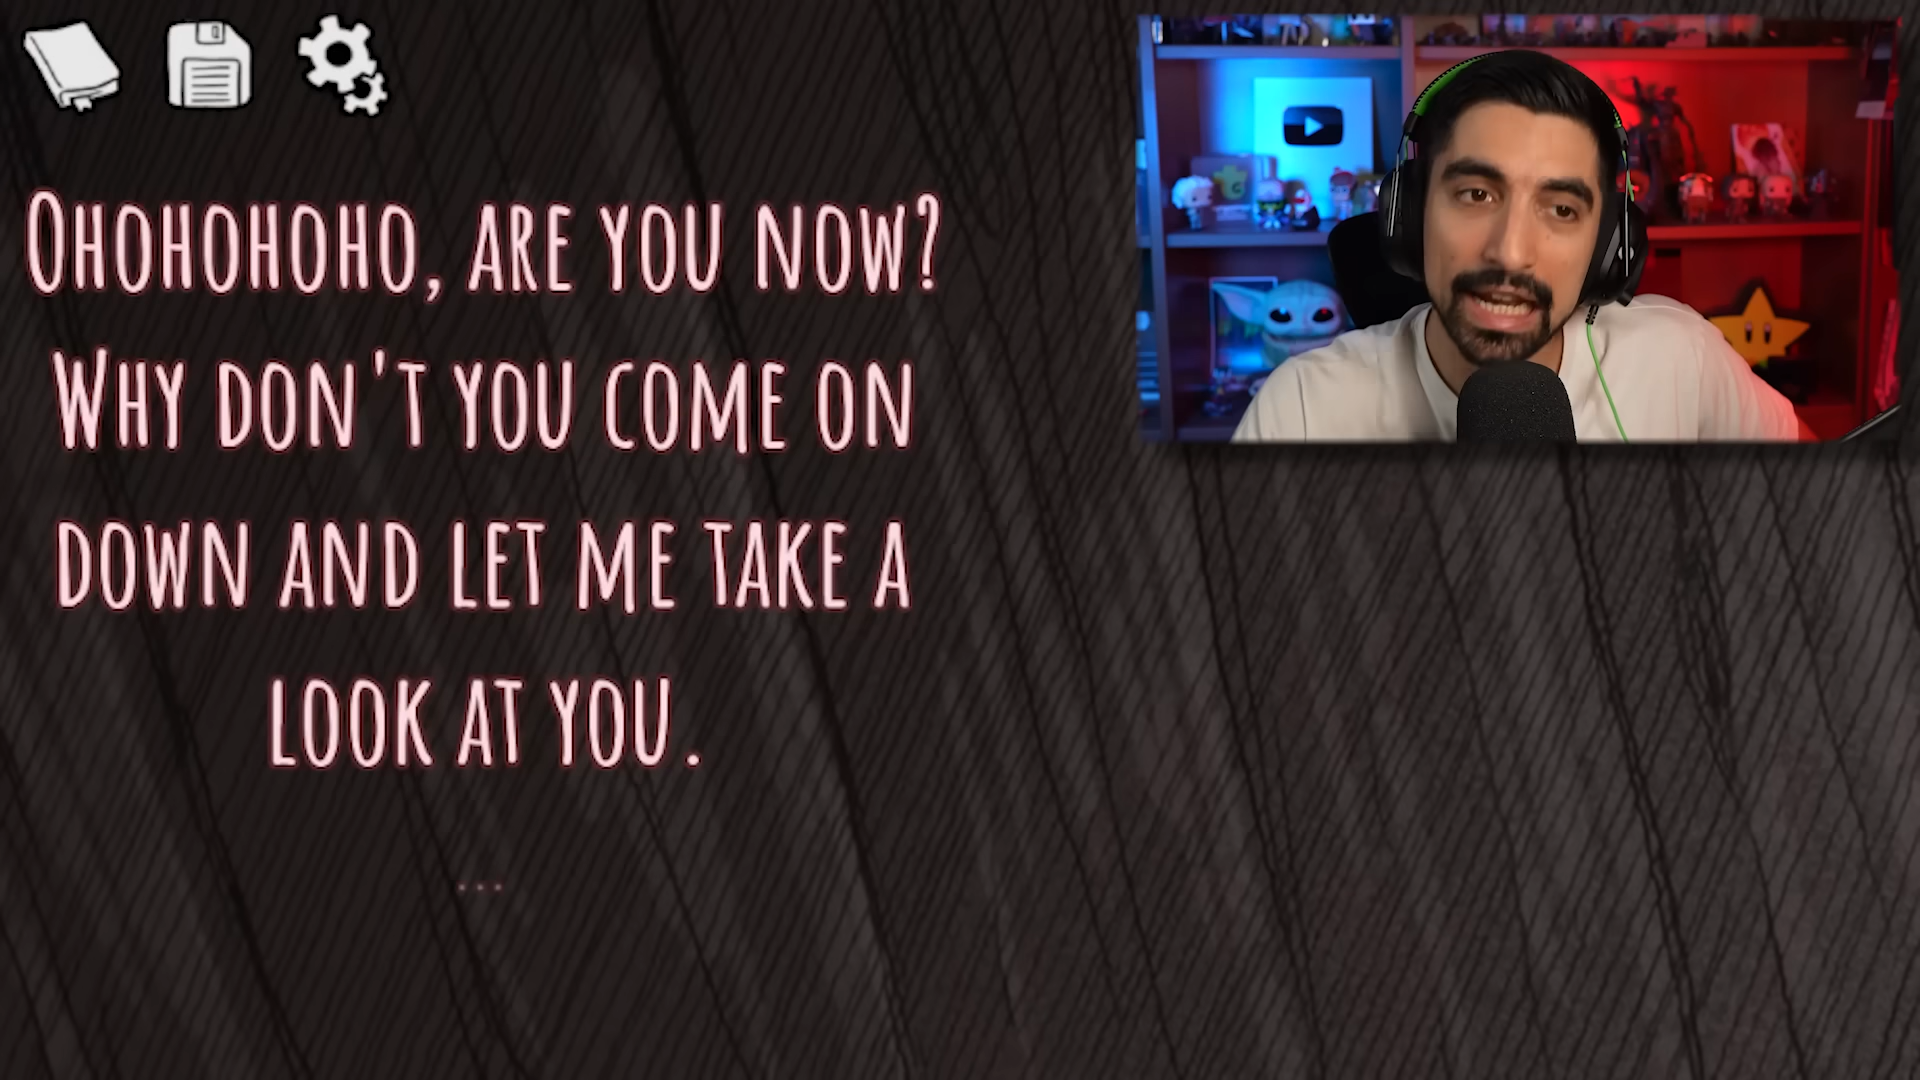 Ohohohoho, are you now?
Why don't you come on
down and let me take a
look at you.
...